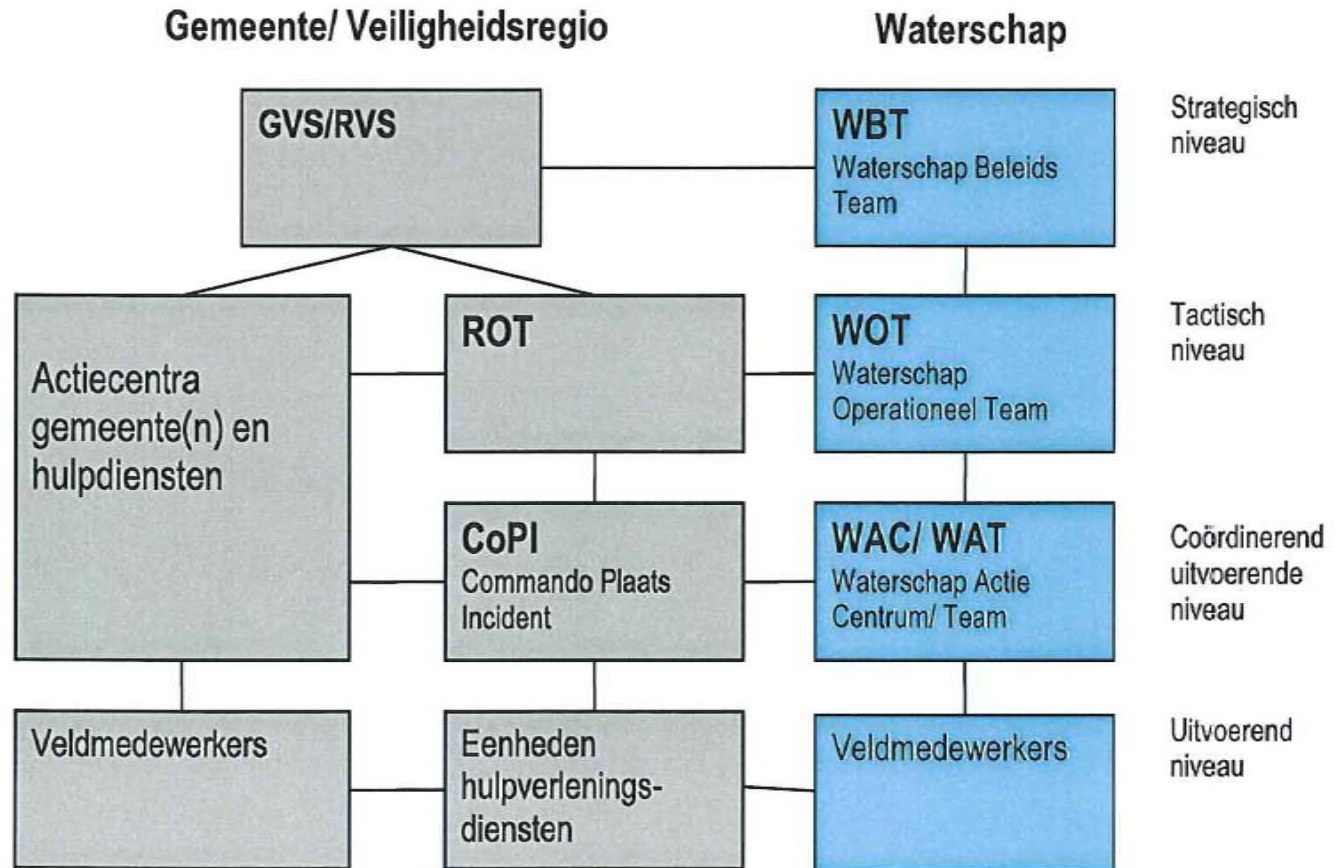 Gemeente/ Veiligheidsregio
Waterschap
GVS/RVS
WBT
Waterschap Beleids
Team
Strategisch
niveau
Actiecentra
gemeente(n) en
hulpdiensten
ROT
WOT
Waterschap
Operationeel Team
Tactisch
niveau
CoPI
Commando Plaats
Incident
WAC/ WAT
Waterschap Actie
Centrum/ Team
Coördinerend
uitvoerende
niveau
Veldmedewerkers
Eenheden
hulpverlenings-
diensten
Veldmedewerkers
Uitvoerend
niveau